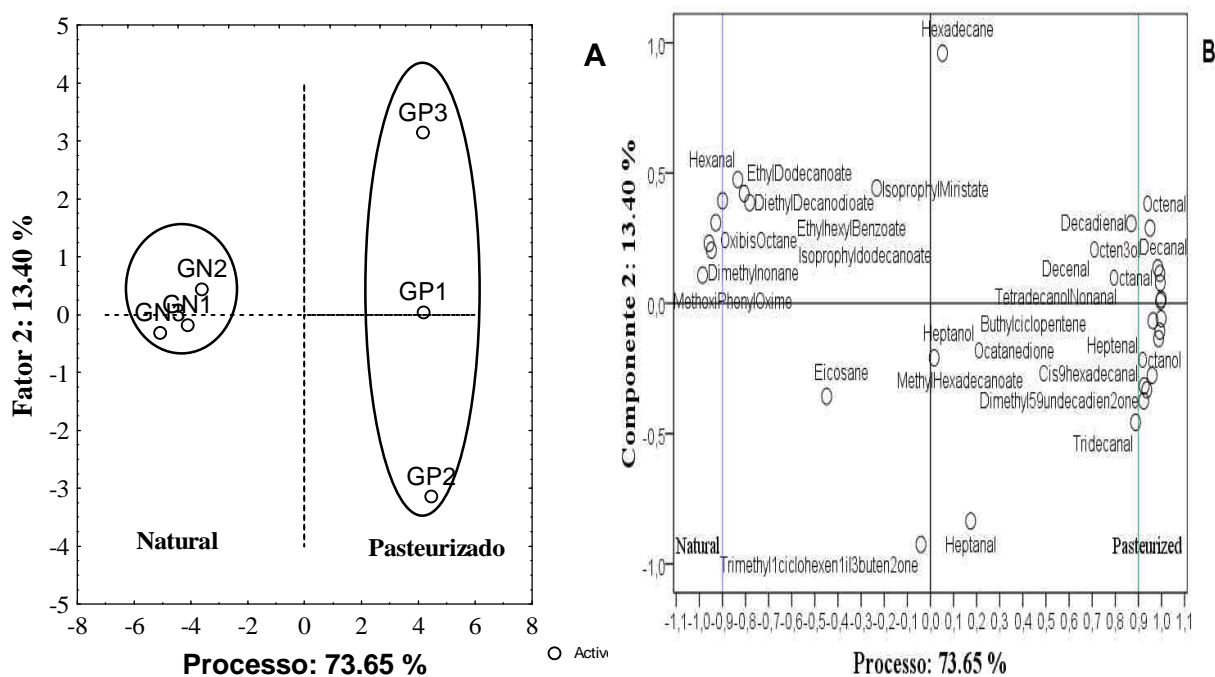 A
Fator 2: 13.40 %
5
4
3
2
1
0
-1
-2
-3
-4
-5
GP3
GN2
GN1
GN3
GP1
GP2
Natural
Pasteurizado
-8
-6
-4
-2
0
2
4
6
8
Processo: 73.65 %
Active
B
Componente 2: 13.40 %
1,0
0,5
0,0
-0,5
-1,0
Hexadecane
Hexanal
EthylDodecanoate
IsoprophylMiristate
DiethylDecanodioate
EthylhexylBenzoate
OxibisOctane
Isoprophyldodecanoate
Dimethylnonane
MethoxiPhenylOxime
Octenal
Decadienal
Octen3ol
Decanal
Decenal
Octanal
TetradecanolNonanal
Buthylciclopentene
Heptanol
Ocatanedione
Heptenal
Octanol
Eicosane
MethylHexadecanoate
Cis9hexadecanal
Dimethyl59undecadien2one
Tridecanal
Heptanal
Trimethyl1ciclohexen1il3buten2one
Natural
Pasteurized
-1,1
-1,0
-0,9
-0,8
-0,7
-0,6
-0,5
-0,4
-0,3
-0,2
-0,1
0,0
0,1
0,2
0,3
0,4
0,5
0,6
0,7
0,8
0,9
1,0
1,1
Processo: 73.65 %